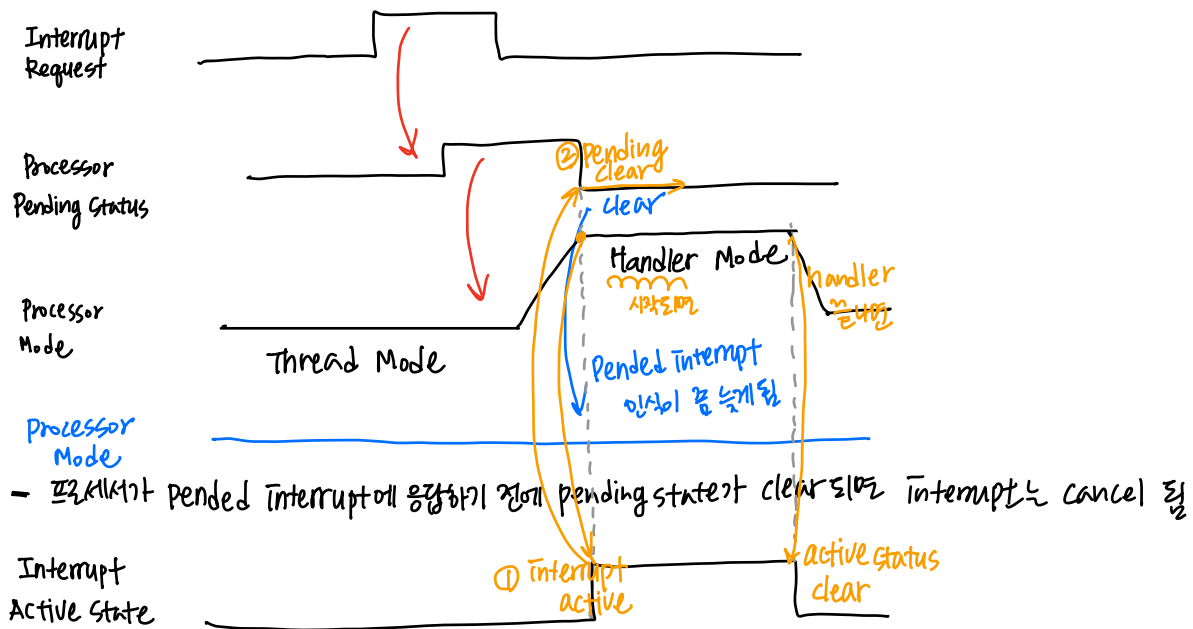 Interrupt
Request
Processor
Pending Status
② pending
clear
clear
Handler Mode
시작되면
handler
끝나면
Processor
Mode
Thread Mode
Pended Interrupt
인식이 좀 늦게됨
Processor
Mode
- 프로세서가 pended interrupt에 응답하기 전에 pending state가 clear되면 interrupt는 cancel 됨
Interrupt
Active State
① interrupt
active
active status
clear